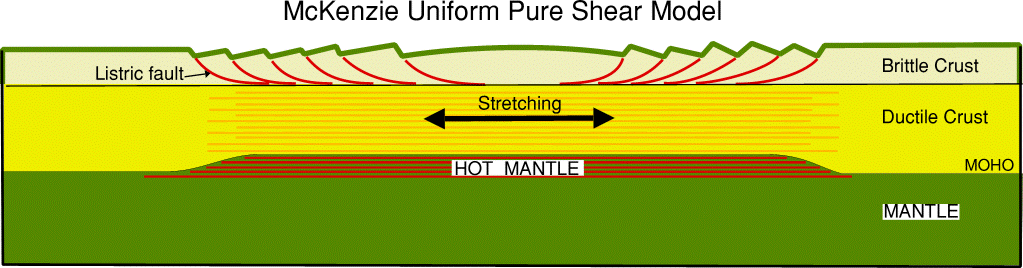 McKenzie Uniform Pure Shear Model
Listric fault
Brittle Crust
Stretching
Ductile Crust
HOT MANTLE
MOHO
MANTLE